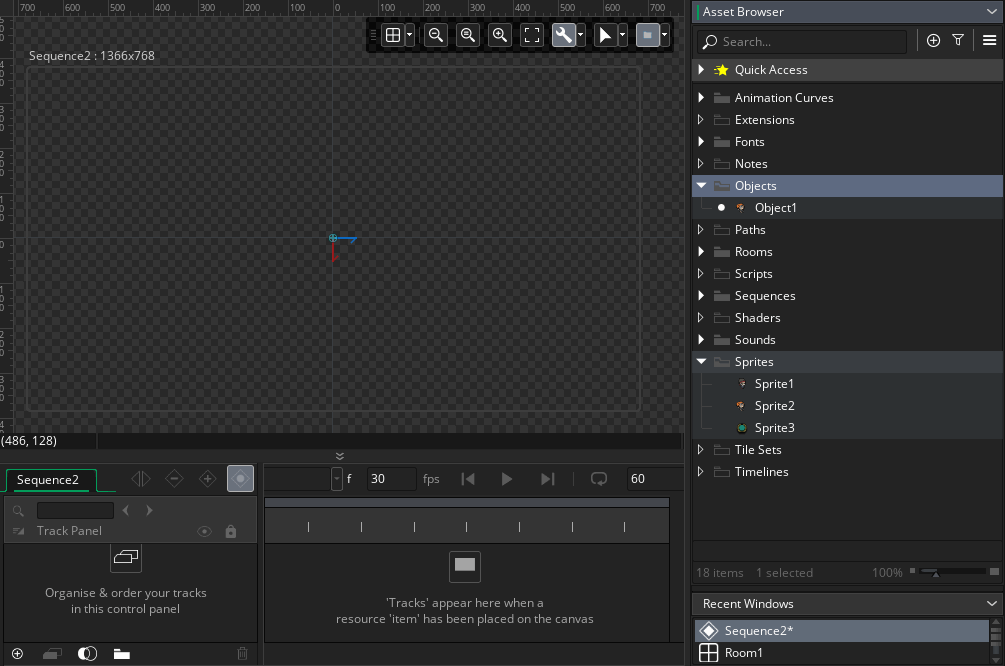 700 600 500 400 300 200 100 0 100 200 300 400 500 600 700
Sequence2 : 1366x768
(486, 128)
Sequence2
f 30 fps 60
Track Panel
Organise & order your tracks
in this control panel
'Tracks' appear here when a
resource 'item' has been placed on the canvas
Asset Browser
Search...
Quick Access
Animation Curves
Extensions
Fonts
Notes
Objects
Object1
Paths
Rooms
Scripts
Sequences
Shaders
Sounds
Sprites
Sprite1
Sprite2
Sprite3
Tile Sets
Timelines
18 items 1 selected 100%
Recent Windows
Sequence2*
Room1